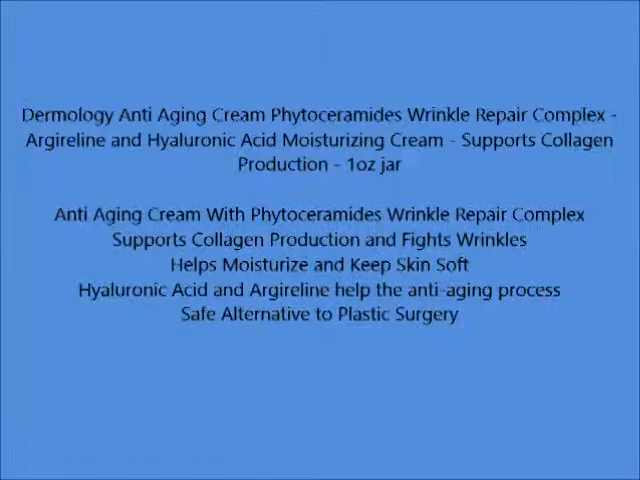 Dermology Anti Aging Cream Phytoceramides Wrinkle Repair Complex -
Argireline and Hyaluronic Acid Moisturizing Cream - Supports Collagen
Production - 1oz jar
Anti Aging Cream With Phytoceramides Wrinkle Repair Complex
Supports Collagen Production and Fights Wrinkles
Helps Moisturize and Keep Skin Soft
Hyaluronic Acid and Argireline help the anti-aging process
Safe Alternative to Plastic Surgery